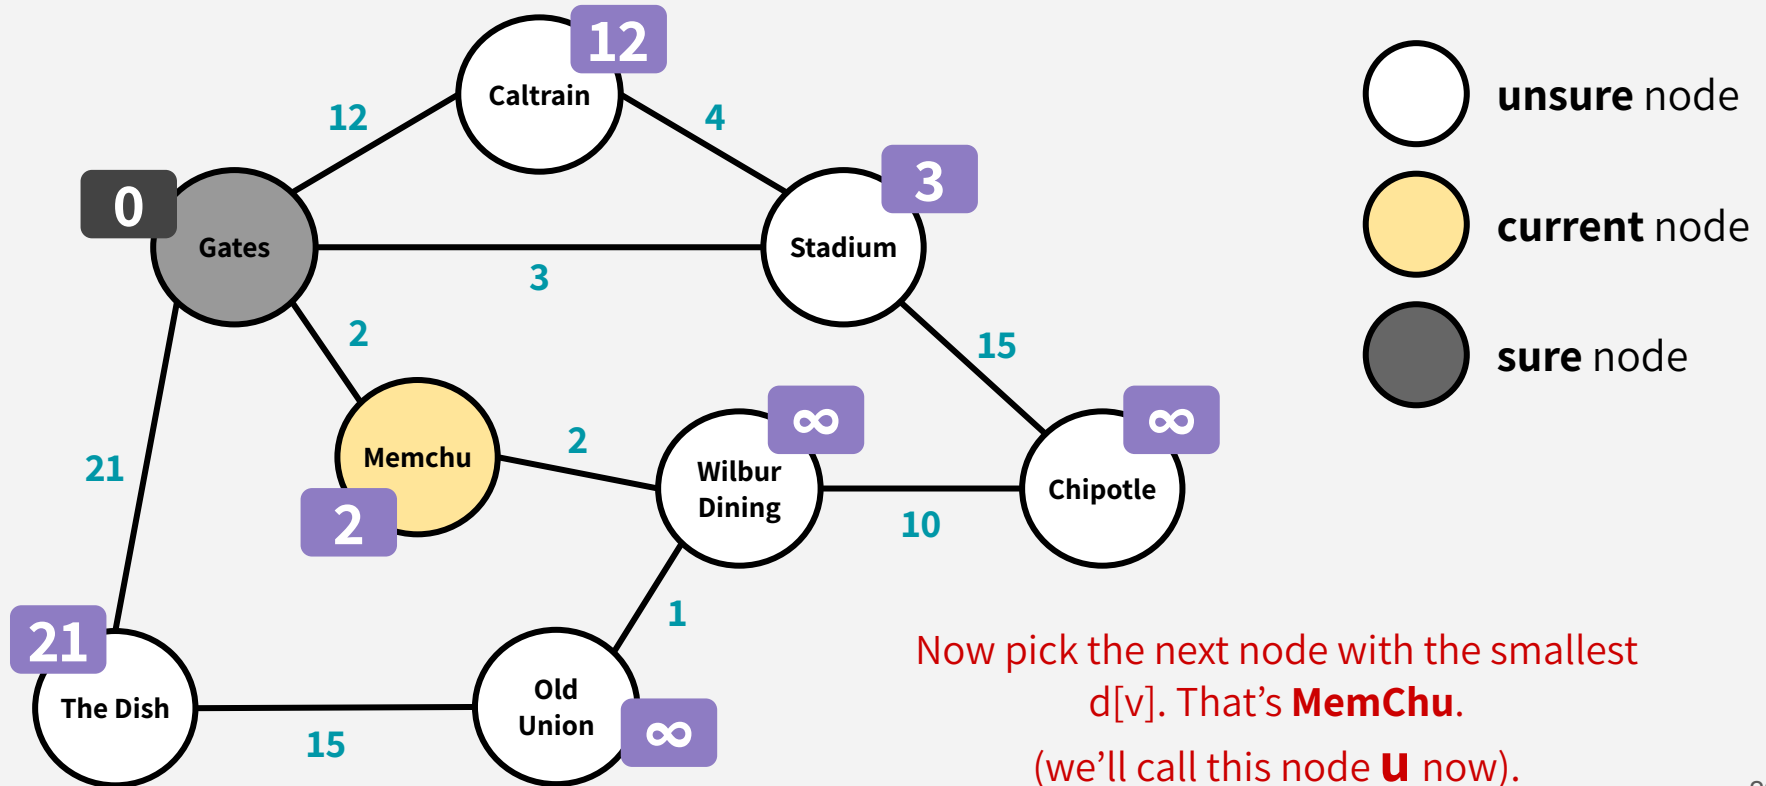 12
Caltrain
12
4
3
0
Gates
Stadium
3
2
15
∞
∞
Memchu
2
21
Wilbur
Dining
Chipotle
2
10
1
21
The Dish
Old
Union
∞
15
unsure node
current node
sure node
Now pick the next node with the smallest
d[v]. That’s MemChu.
(we’ll call this node u now).